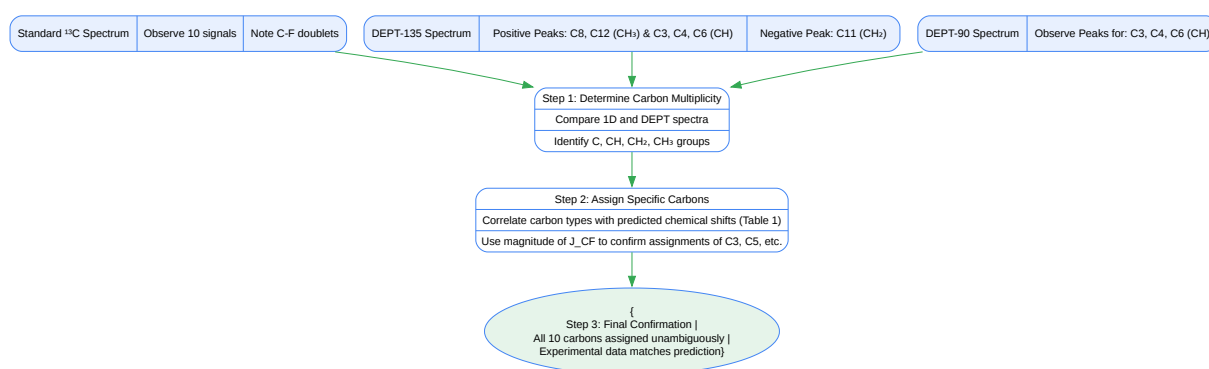 Standard ¹³C Spectrum
Observe 10 signals
Note C-F doublets
DEPT-135 Spectrum
Positive Peaks: C8, C12 (CH₃) & C3, C4, C6 (CH)
Negative Peak: C11 (CH₂)
DEPT-90 Spectrum
Observe Peaks for: C3, C4, C6 (CH)
Step 1: Determine Carbon Multiplicity
Compare 1D and DEPT spectra
Identify C, CH, CH₂, CH₃ groups
Step 2: Assign Specific Carbons
Correlate carbon types with predicted chemical shifts (Table 1)
Use magnitude of J_CF to confirm assignments of C3, C5, etc.
{
Step 3: Final Confirmation |
All 10 carbons assigned unambiguously |
Experimental data matches prediction}